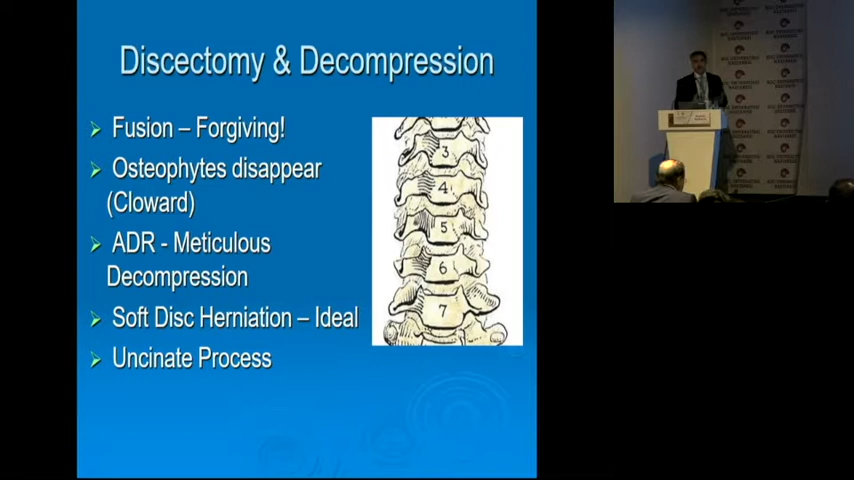 Discectomy & Decompression
Fusion – Forgiving!
Osteophytes disappear
(Cloward)
ADR - Meticulous
Decompression
Soft Disc Herniation – Ideal
Uncinate Process
3
4
5
6
7